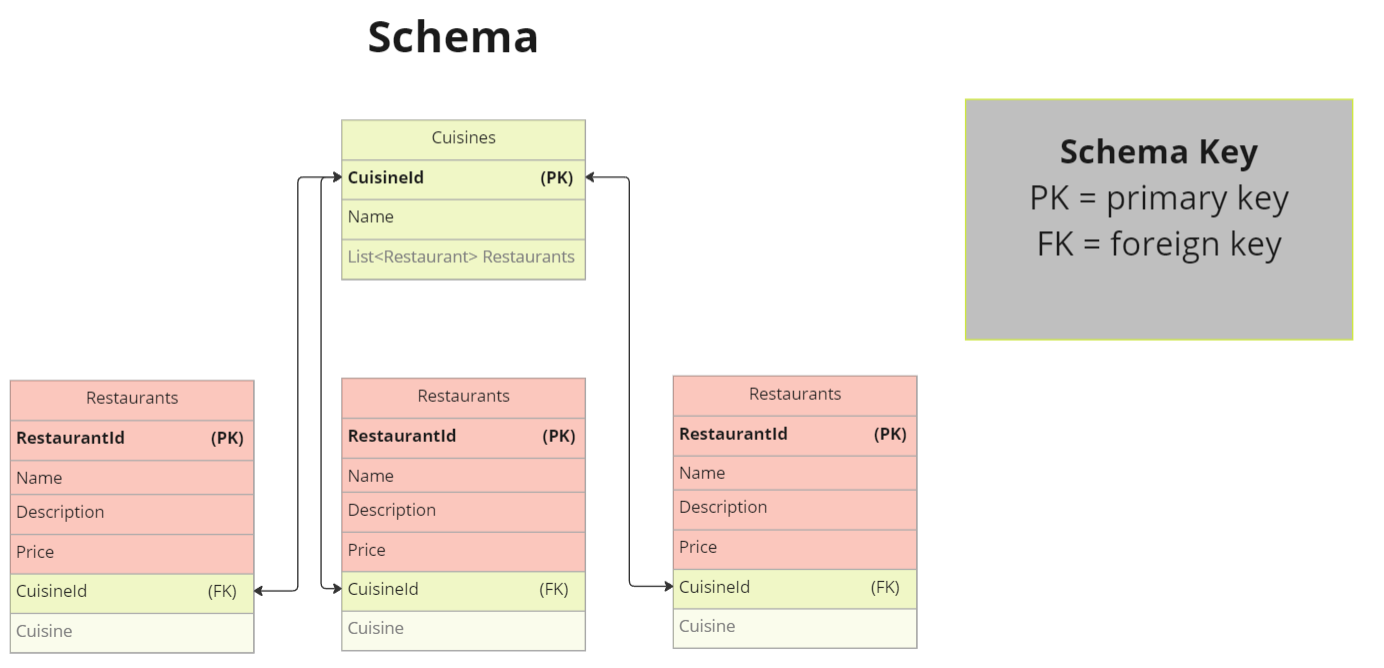 Schema
Cuisines
CuisineId (PK)
Name
List<Restaurant> Restaurants
Schema Key
PK = primary key
FK = foreign key
Restaurants
RestaurantId (PK)
Name
Description
Price
CuisineId (FK)
Cuisine
Restaurants
RestaurantId (PK)
Name
Description
Price
CuisineId (FK)
Cuisine
Restaurants
RestaurantId (PK)
Name
Description
Price
CuisineId (FK)
Cuisine